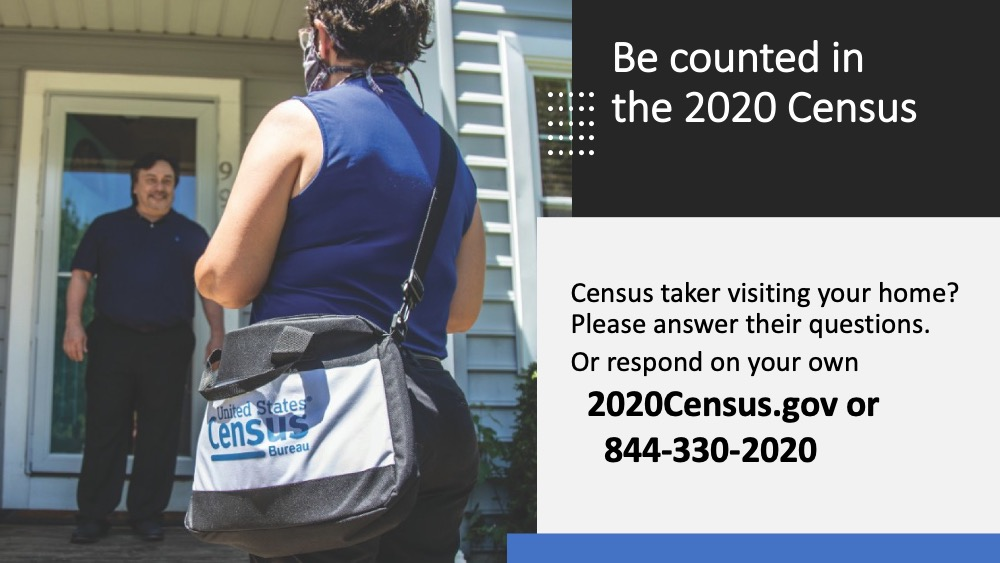 Be counted in
the 2020 Census
9
Census taker visiting your home?
Please answer their questions.
Or respond on your own
2020Census.gov or
844-330-2020
United States®
Census
Bureau